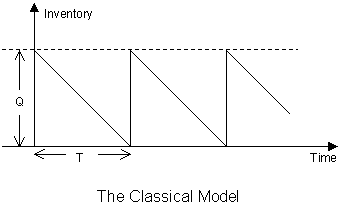 Inventory
Q
T
Time
The Classical Model